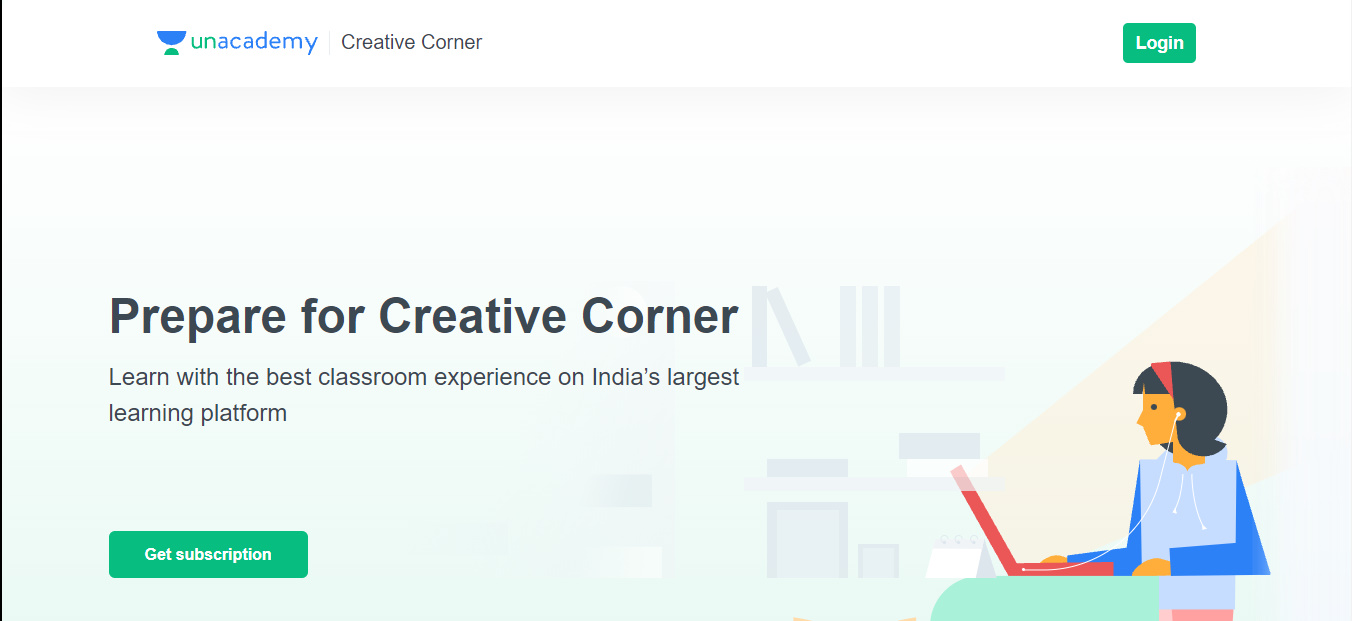 unacademy Creative Corner Login
Prepare for Creative Corner
Learn with the best classroom experience on India’s largest
learning platform
Get subscription